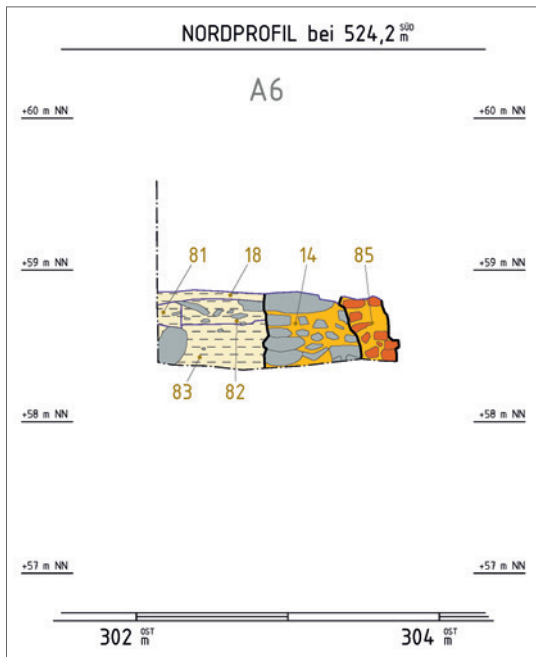 NORDPROFIL bei 524,2 SÜD m
A6
+60 m NN +60 m NN
+59 m NN +59 m NN
81 18 14 85
83 82
+58 m NN +58 m NN
+57 m NN +57 m NN
302 OST m 304 OST m